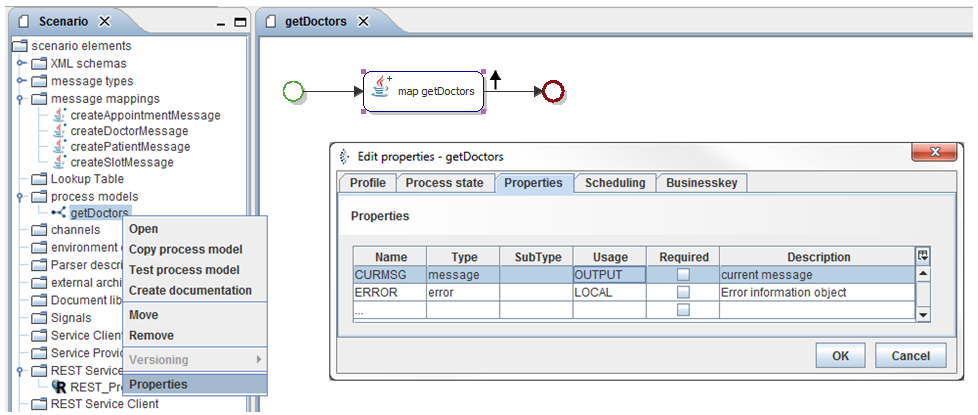 Scenario
scenario elements
XML schemas
message types
message mappings
createAppointmentMessage
createDoctorMessage
createPatientMessage
createSlotMessage
Lookup Table
process models
getDoctors
channels
environment
Parser descri
external archi
Document lib
Signals
Service Client
Service Provid
REST Service
REST_Pro
REST Service Client
Open
Copy process model
Test process model
Create documentation
Move
Remove
Versioning
Properties
getDoctors
map getDoctors
Edit properties - getDoctors
Profile Process state Properties Scheduling Businesskey
Properties
Name Type SubType Usage Required Description
CURMSG message OUTPUT current message
ERROR error LOCAL Error information object
...
OK Cancel